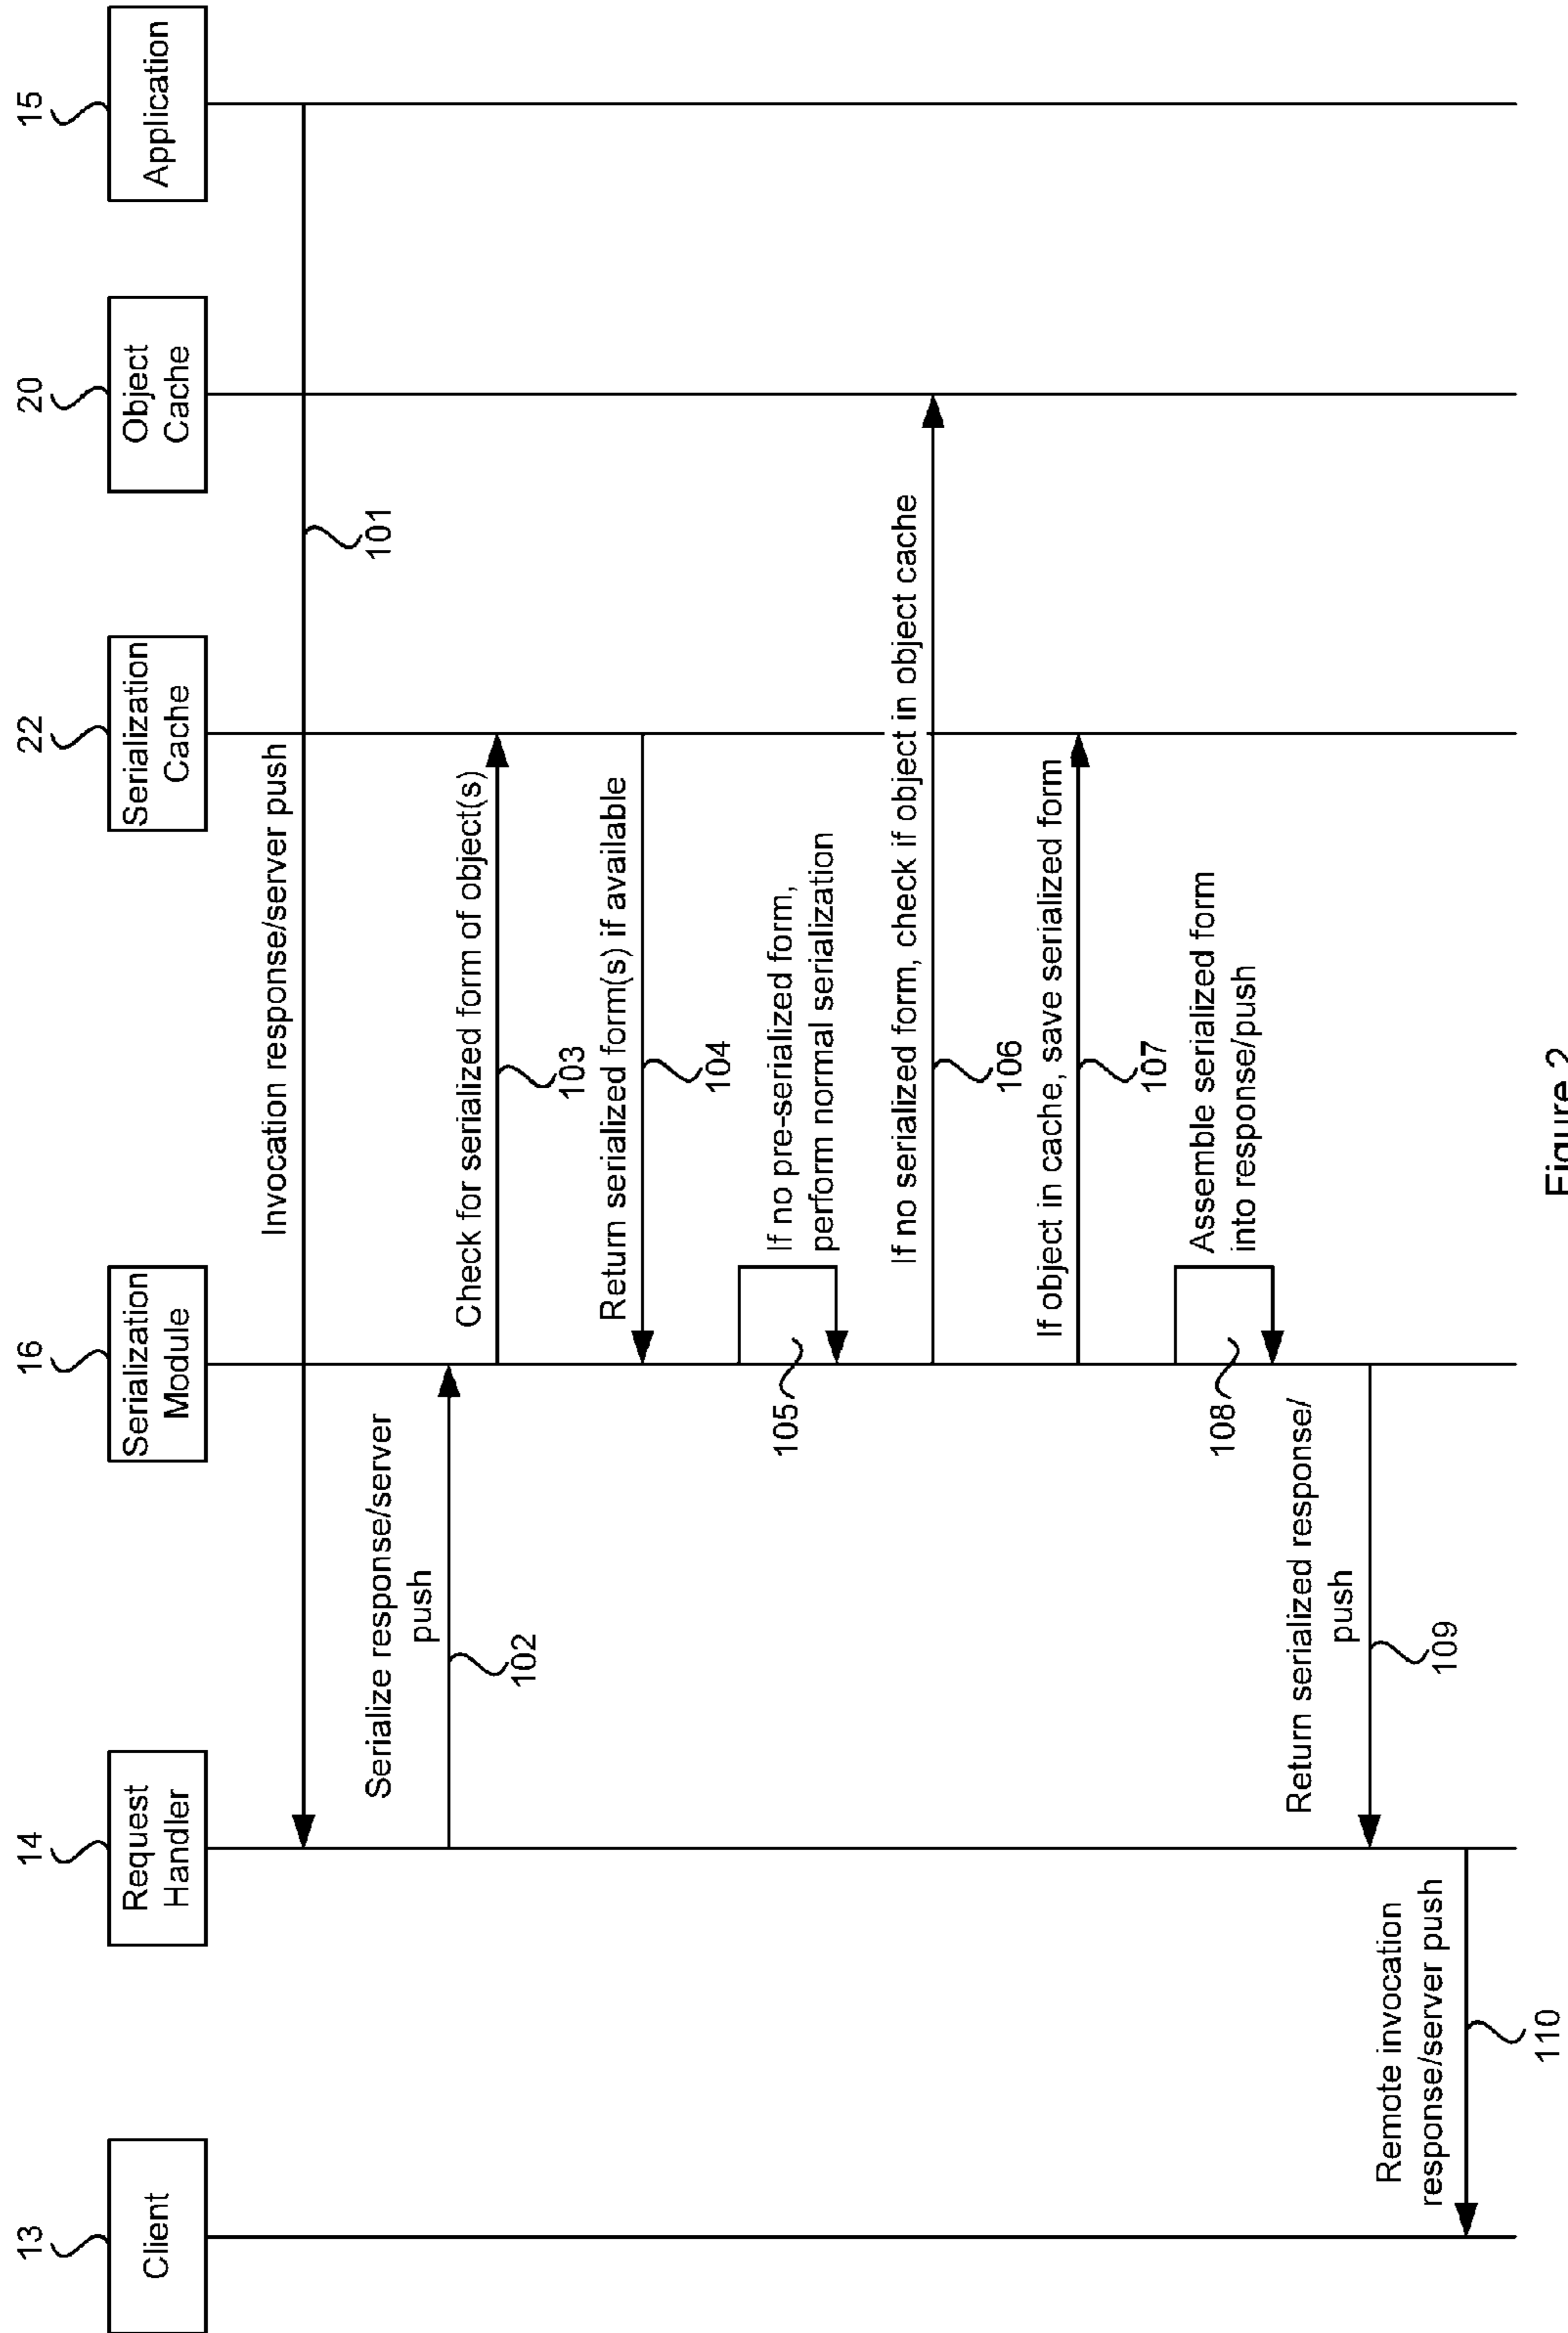 13
Client
14
Request
Handler
16
Serialization
Module
22
Serialization
Cache
20
Object
Cache
15
Application
Invocation response/server push
101
Serialize response/server
push
102
Check for serialized form of object(s)
103
Return serialized form(s) if available
104
If no pre-serialized form,
perform normal serialization
105
If no serialized form, check if object in object cache
106
If object in cache, save serialized form
107
Assemble serialized form
into response/push
108
Return serialized response/
push
109
Remote invocation
response/server push
110
Figure 2